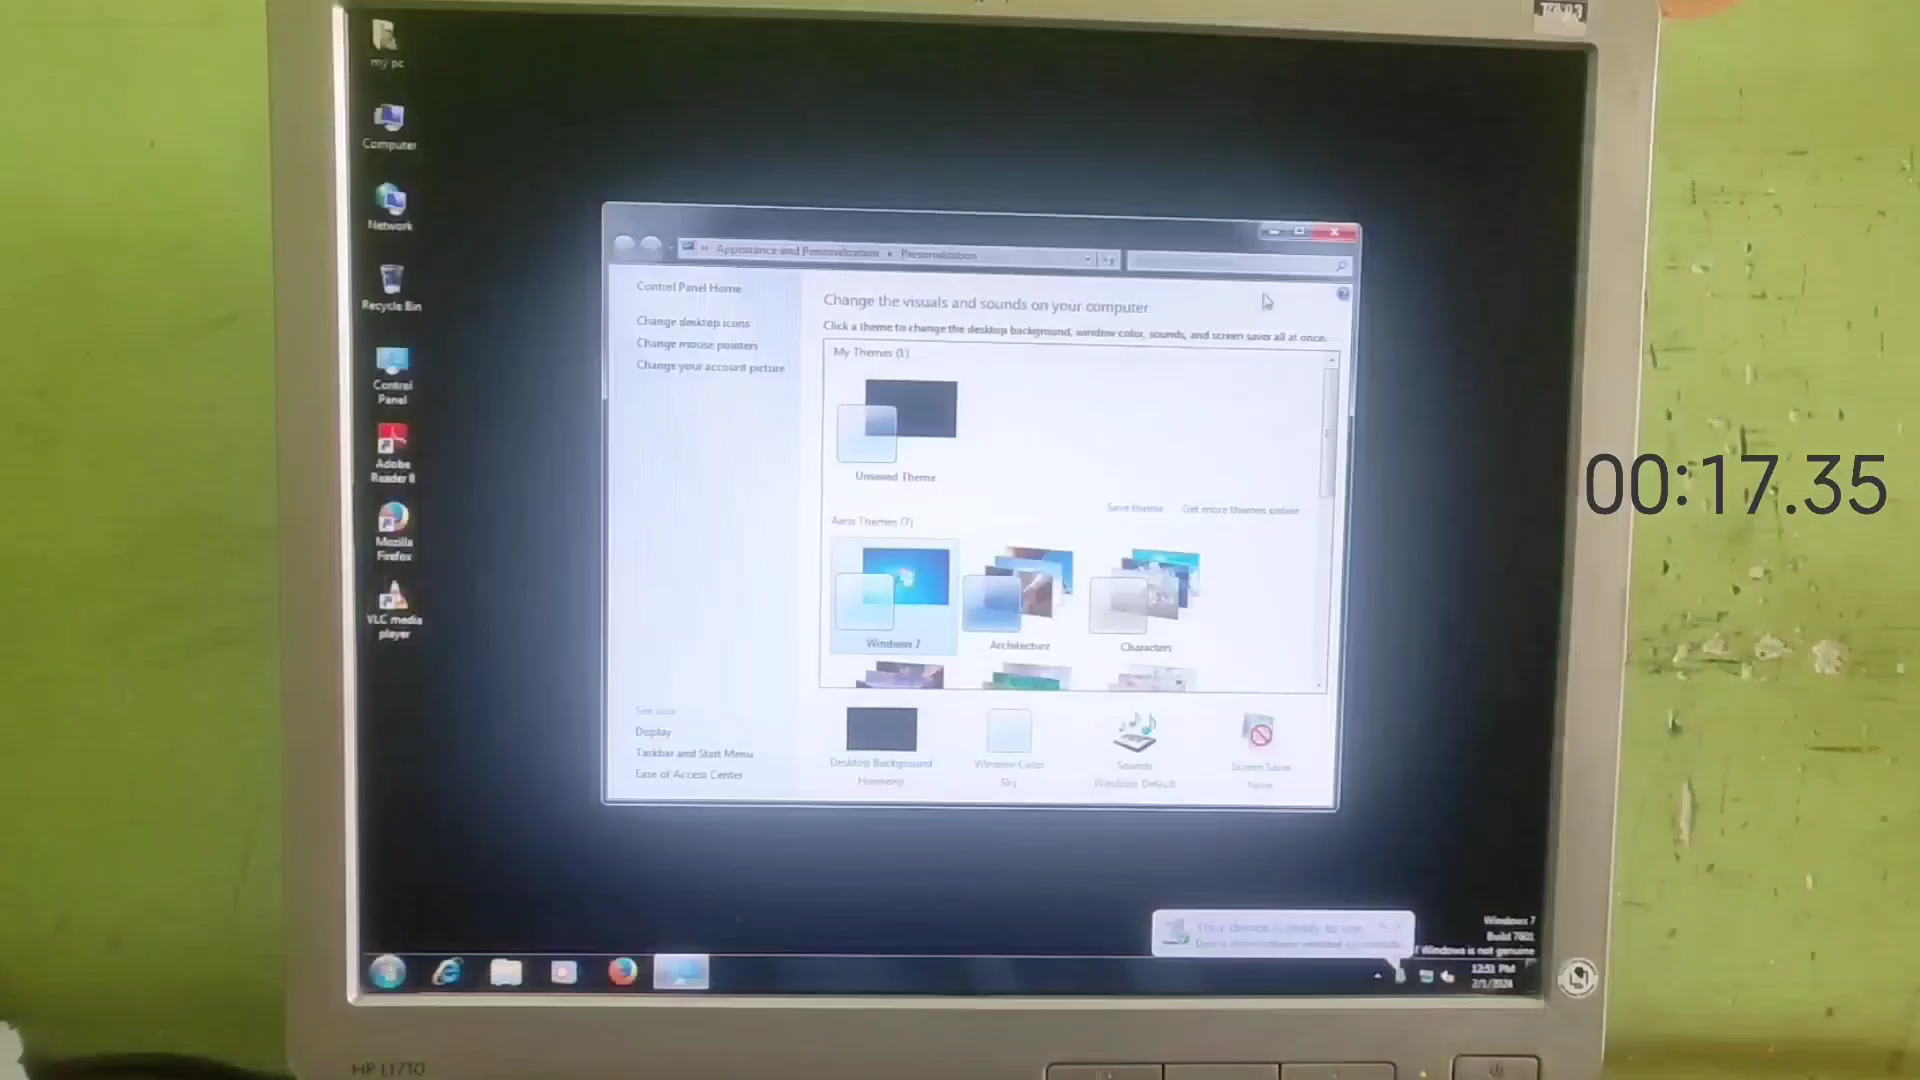 my pc
Computer
Network
Recycle Bin
Control
Panel
Adobe
Reader 8
Mozilla
Firefox
VLC media
player
Appearance and Personalization
Personalization
Control Panel Home
Change desktop icons
Change mouse pointers
Change your account picture
See also
Display
Taskbar and Start Menu
Ease of Access Center
Change the visuals and sounds on your computer
Click a theme to change the desktop background, window color, sounds, and screen saver all at once.
My Themes (1)
Unsaved Theme
Save theme
Get more themes online
Aero Themes (7)
Windows 7
Architecture
Characters
Desktop Background
Harmony
Window Color
Sky
Sounds
Windows Default
Screen Saver
None
Your device is ready to use
Windows 7
Build 7601
Windows is not genuine
12:51 PM
2/1/2024
00:17.35
HP L1710